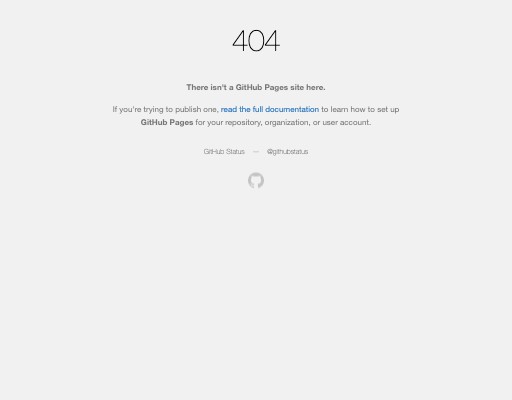 404
There isn't a GitHub Pages site here.
If you're trying to publish one, read the full documentation to learn how to set up
GitHub Pages for your repository, organization, or user account.
GitHub Status — @githubstatus